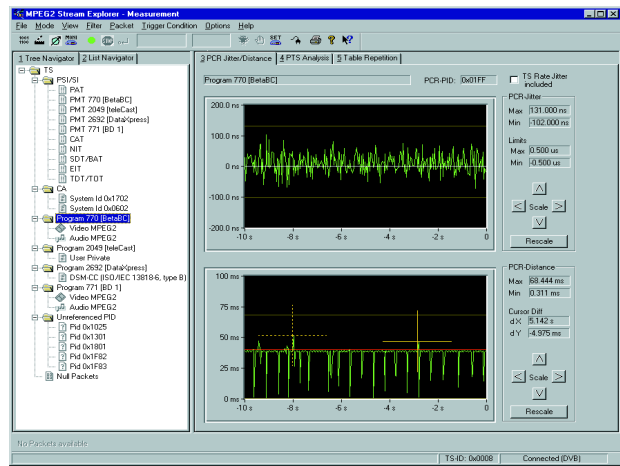 MPEG2 Stream Explorer - Measurement
File Mode View Filter Packet Trigger Condition Options Help
SET
1 Tree Navigator 2 List Navigator
3 PCR Jitter/Distance 4 PTS Analysis 5 Table Repetition
TS
PSI/SI
PAT
PMT 770 [BetaBC]
PMT 2049 [teleCast]
PMT 2692 [DataXpress]
PMT 771 [BD 1]
CAT
NIT
SDT/BAT
EIT
TDT/TOT
CA
System Id 0x1702
System Id 0x0602
Program 770 [BetaBC]
Video MPEG2
Audio MPEG2
Program 2049 [teleCast]
User Private
Program 2692 [DataXpress]
DSM-CC (ISO/IEC 13818-6, type B)
Program 771 [BD 1]
Video MPEG2
Audio MPEG2
Unreferenced PID
Pid 0x1025
Pid 0x1301
Pid 0x1801
Pid 0x1F82
Pid 0x1F83
Null Packets
Program 770 [BetaBC] PCR-PID: 0x01FF
TS Rate Jitter
included
200.0 ns
100.0 ns
0 ns
-100.0 ns
-200.0 ns
-10 s -8 s -6 s -4 s -2 s 0
PCR-Jitter
Max 131.000 ns
Min -102.000 ns
Limits
Max 0.500 us
Min -0.500 us
Scale
Rescale
100 ms
75 ms
50 ms
25 ms
0 ms
-10 s -8 s -6 s -4 s -2 s 0
PCR-Distance
Max 68.444 ms
Min 0.311 ms
Cursor Diff
dX 5.142 s
dY -4.975 ms
Scale
Rescale
No Packets available
TS-ID: 0x0008 Connected (DVB)